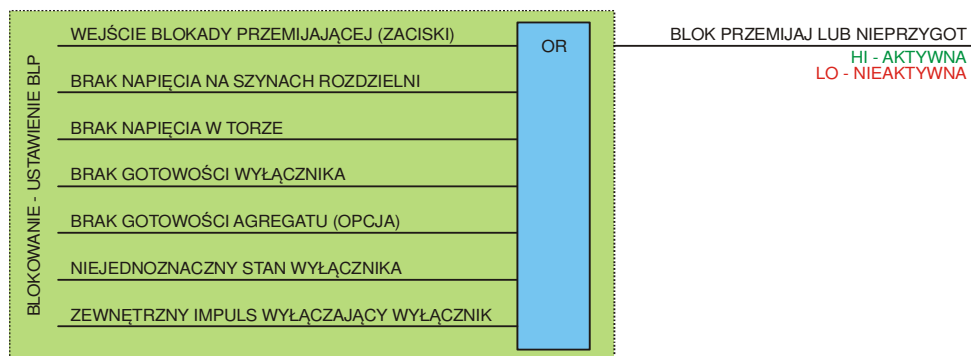 BLOKOWANIE - USTAWIENIE BLP
WEJŚCIE BLOKADY PRZEMIJAJĄCEJ (ZACISKI)
BRAK NAPIĘCIA NA SZYNACH ROZDZIELNI
BRAK NAPIĘCIA W TORZE
BRAK GOTOWOŚCI WYŁĄCZNIKA
BRAK GOTOWOŚCI AGREGATU (OPCJA)
NIEJEDNOZNACZNY STAN WYŁĄCZNIKA
ZEWNĘTRZNY IMPULS WYŁĄCZAJĄCY WYŁĄCZNIK
OR
BLOK PRZEMIJAJ LUB NIEPRZYGOT
HI - AKTYWNA
LO - NIEAKTYWNA